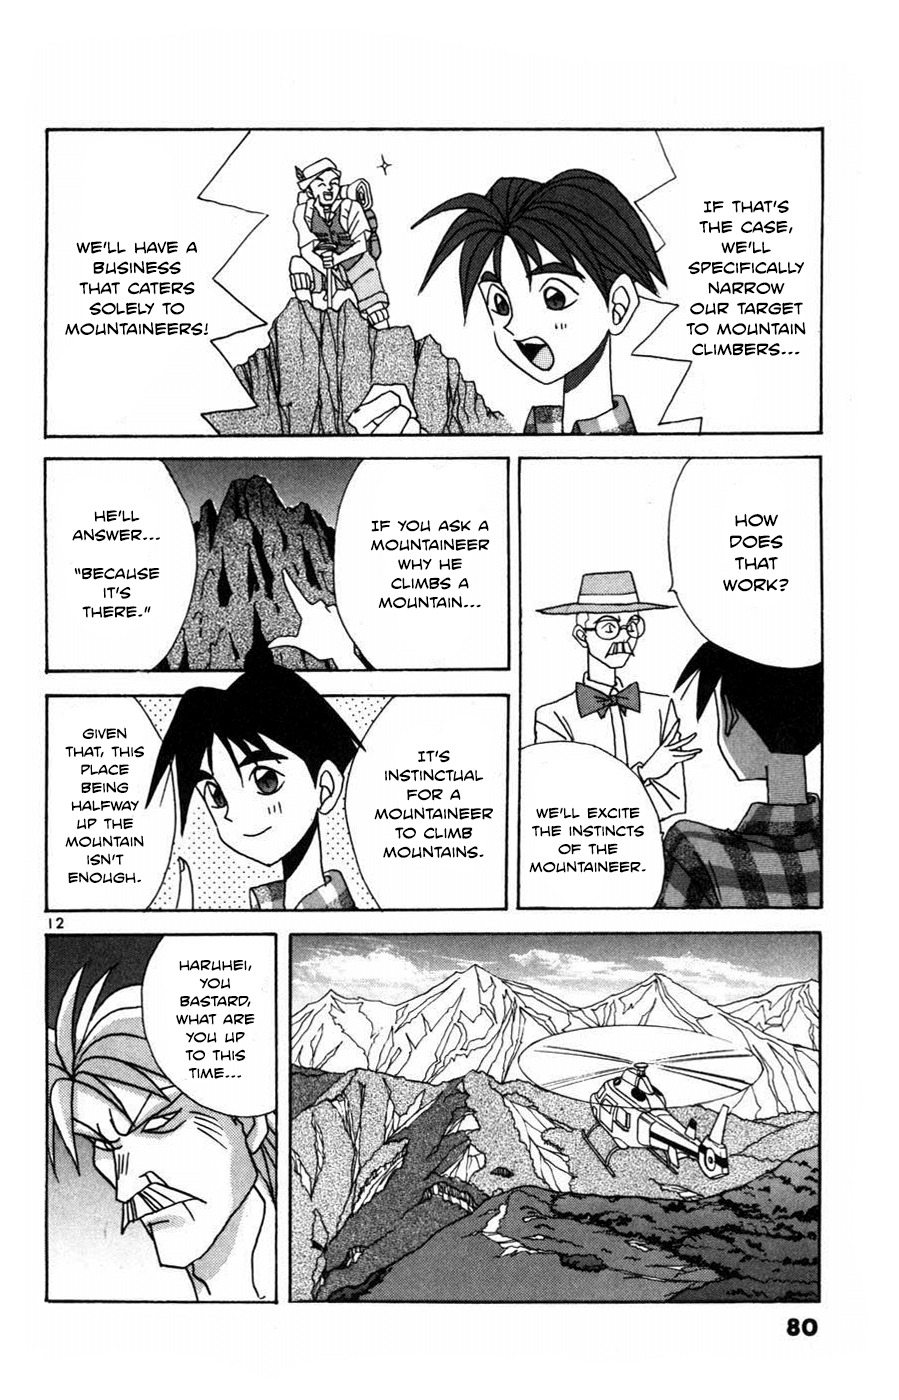 IF THAT'S
THE CASE,
WE'LL
SPECIFICALLY
NARROW
OUR TARGET
TO MOUNTAIN
CLIMBERS...
WE'LL HAVE A
BUSINESS
THAT CATERS
SOLELY TO
MOUNTAINEERS!
HOW
DOES
THAT
WORK?
WE'LL EXCITE
THE INSTINCTS
OF THE
MOUNTAINEER.
IF YOU ASK A
MOUNTAINEER
WHY HE
CLIMBS A
MOUNTAIN...
HE'LL
ANSWER...
"BECAUSE
IT'S
THERE."
IT'S
INSTINCTUAL
FOR A
MOUNTAINEER
TO CLIMB
MOUNTAINS.
GIVEN
THAT, THIS
PLACE
BEING
HALFWAY
UP THE
MOUNTAIN
ISN'T
ENOUGH.
12
HARUHEI,
YOU
BASTARD,
WHAT ARE
YOU UP
TO THIS
TIME...
80